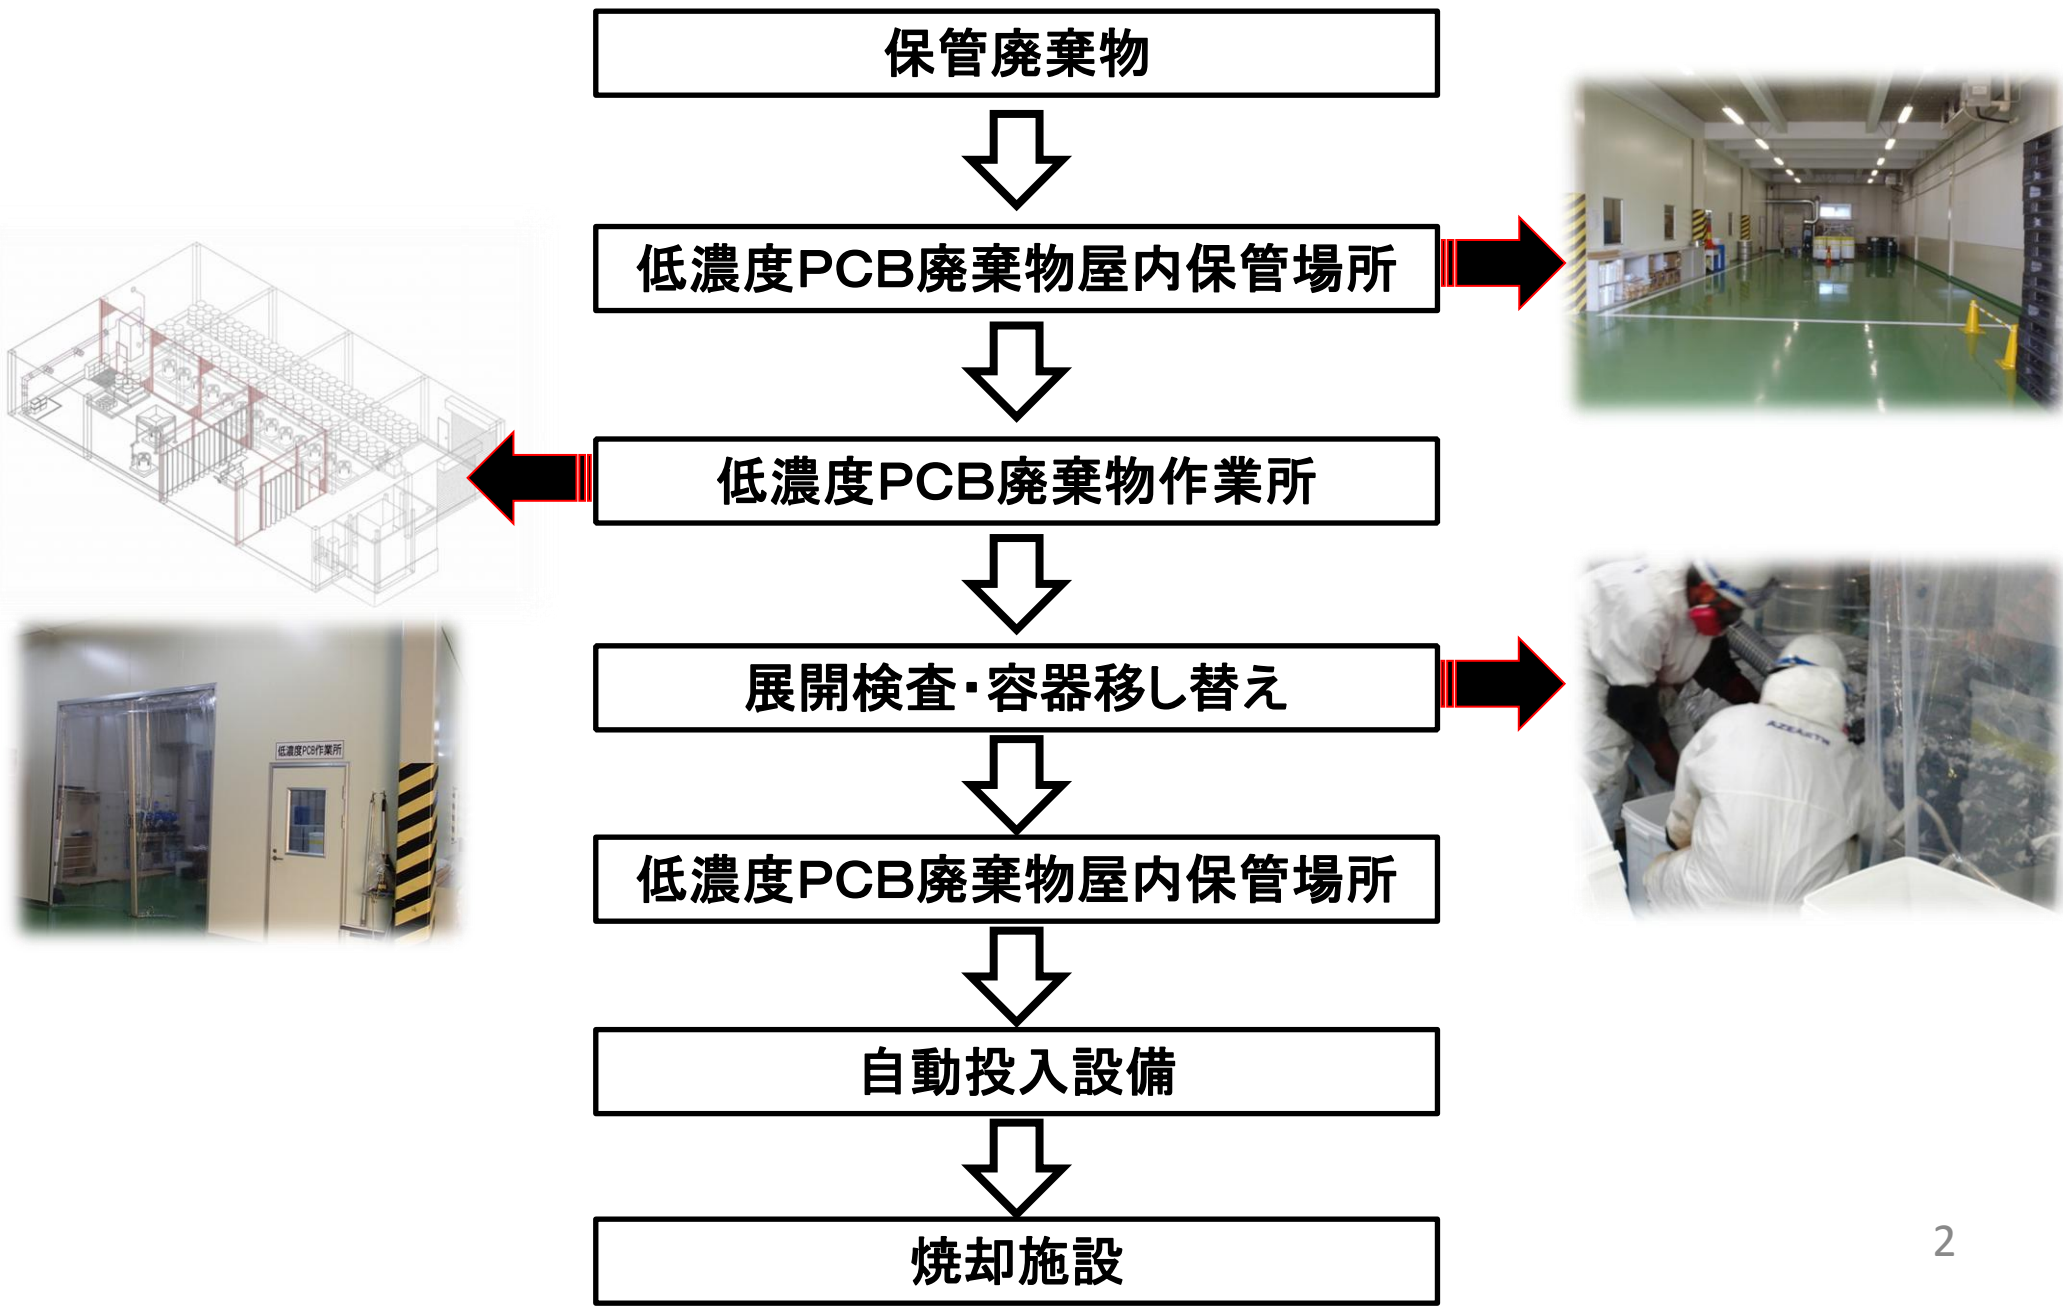 保管廃棄物
低濃度PCB廃棄物屋内保管場所
低濃度PCB廃棄物作業所
展開検査・容器移し替え
低濃度PCB作業所
AZEARTH
低濃度PCB廃棄物屋内保管場所
自動投入設備
焼却施設
2